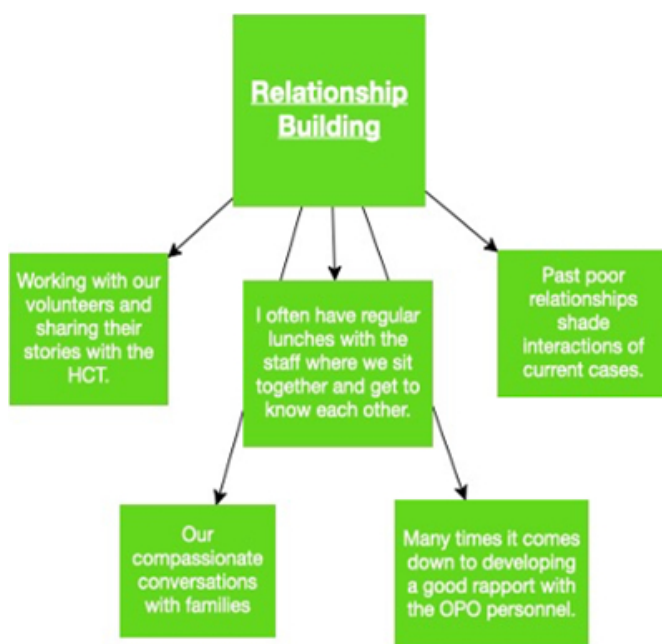 Relationship
Building
Working with our
volunteers and
sharing their
stories with the
HCT.
I often have regular
lunches with the
staff where we sit
together and get to
know each other.
Past poor
relationships
shade
interactions of
current cases.
Our
compassionate
conversations
with families
Many times it comes
down to developing
a good rapport with
the OPO personnel.